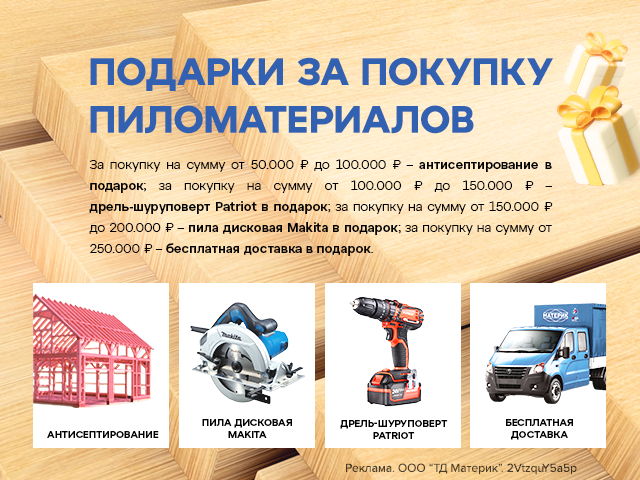 ПОДАРКИ ЗА ПОКУПКУ
ПИЛОМАТЕРИАЛОВ
За покупку на сумму от 50.000 ₽ до 100.000 ₽ – антисептирование в
подарок; за покупку на сумму от 100.000 ₽ до 150.000 ₽ –
дрель-шуруповерт Patriot в подарок; за покупку на сумму от 150.000 ₽
до 200.000 ₽ – пила дисковая Makita в подарок; за покупку на сумму от
250.000 ₽ – бесплатная доставка в подарок.
Makita
МАТЕРИК
АНТИСЕПТИРОВАНИЕ
ПИЛА ДИСКОВАЯ
MAKITA
ДРЕЛЬ-ШУРУПОВЕРТ
PATRIOT
БЕСПЛАТНАЯ
ДОСТАВКА
Реклама. ООО "ТД Материк". 2VtzquY5a5p